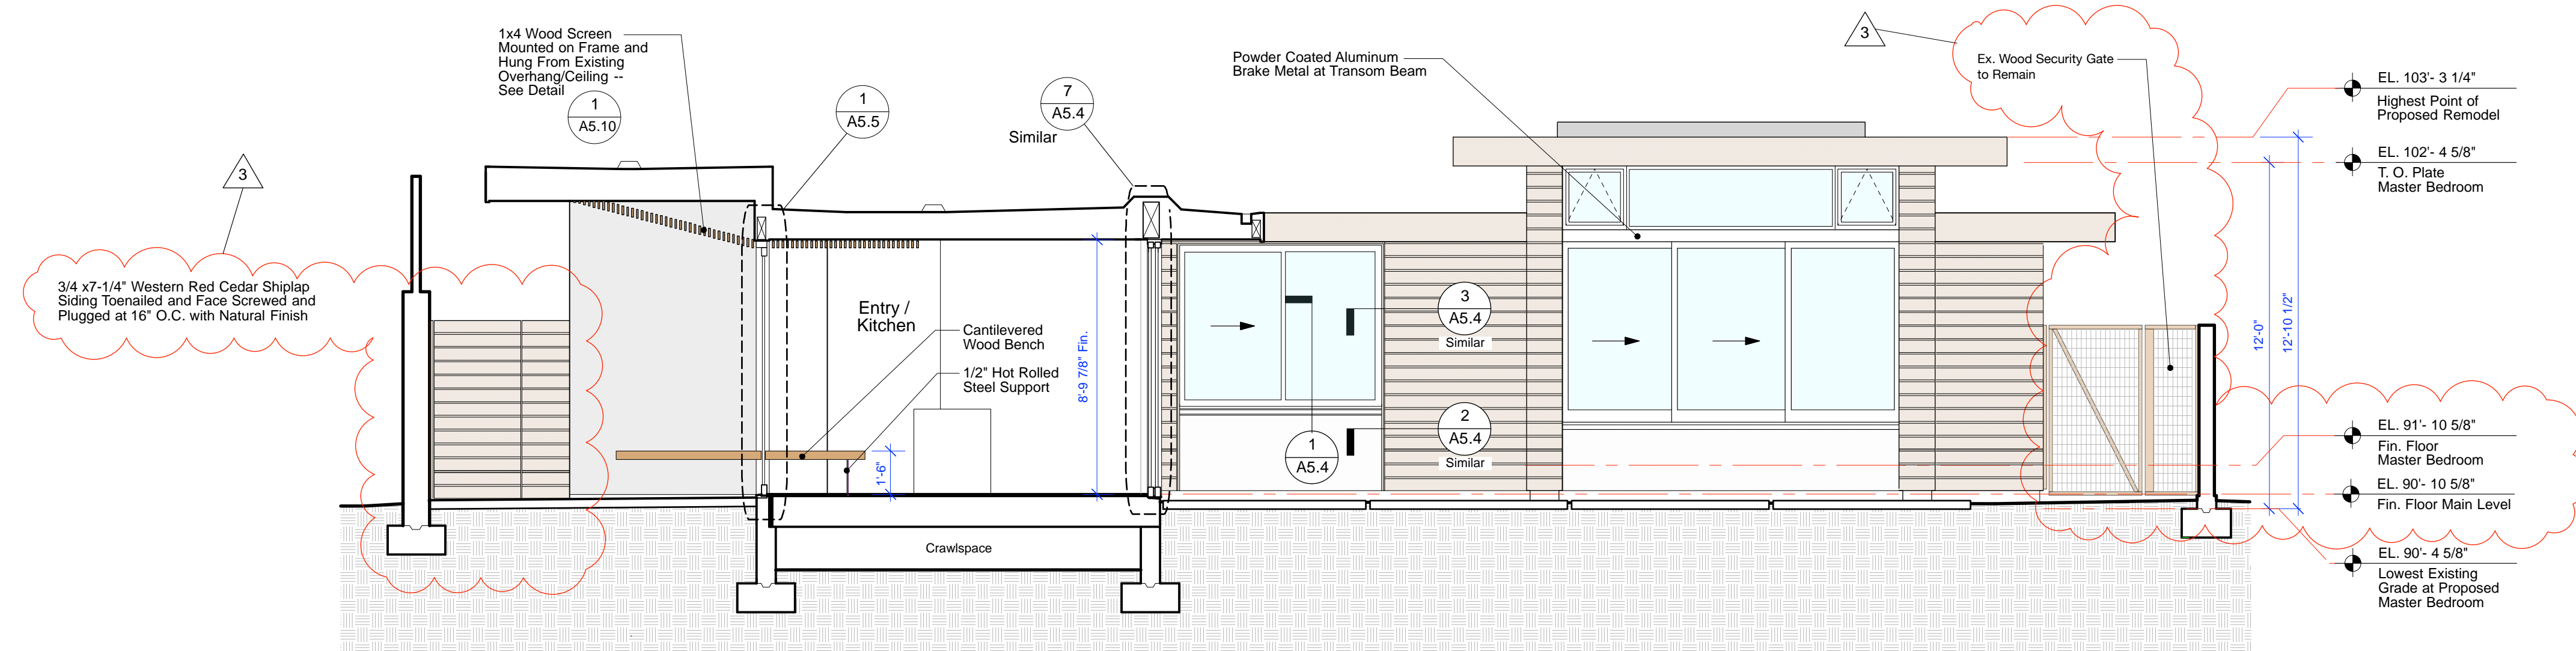 1x4 Wood Screen
Mounted on Frame and
Hung From Existing
Overhang/Ceiling --
See Detail
1
A5.10
1
A5.5
7
A5.4
Similar
Powder Coated Aluminum
Brake Metal at Transom Beam
3
Ex. Wood Security Gate
to Remain
EL. 103'- 3 1/4"
Highest Point of
Proposed Remodel
EL. 102'- 4 5/8"
T. O. Plate
Master Bedroom
3
3/4 x7-1/4" Western Red Cedar Shiplap
Siding Toenailed and Face Screwed and
Plugged at 16" O.C. with Natural Finish
Entry /
Kitchen
Cantilevered
Wood Bench
1/2" Hot Rolled
Steel Support
1'-6"
8'-9 7/8" Fin.
3
A5.4
Similar
2
A5.4
Similar
1
A5.4
12'-0"
12'-10 1/2"
EL. 91'- 10 5/8"
Fin. Floor
Master Bedroom
EL. 90'- 10 5/8"
Fin. Floor Main Level
EL. 90'- 4 5/8"
Lowest Existing
Grade at Proposed
Master Bedroom
Crawlspace